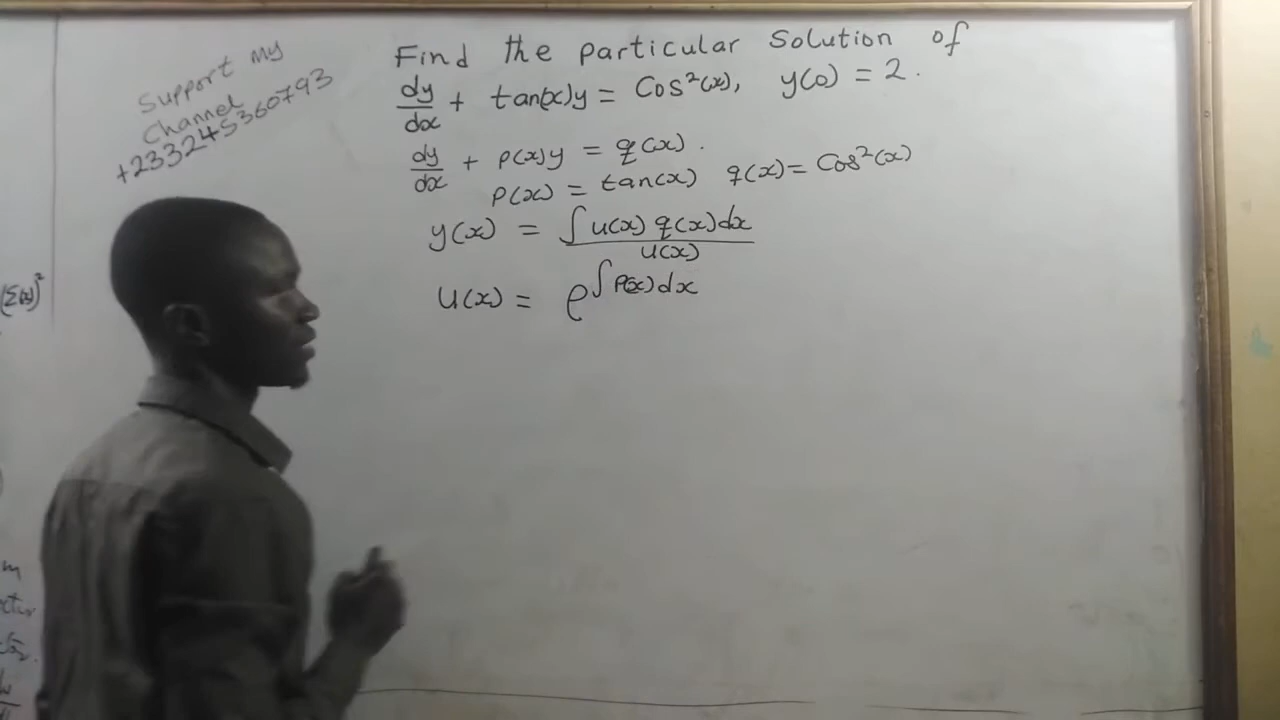 Support my
Channel
+233245360793
Find the particular Solution of
dy/dx + tan(x)y = Cos²(x), y(0) = 2.
dy/dx + P(x)y = q(x).
P(x) = tan(x) q(x) = Cos²(x)
y(x) = ∫ u(x) q(x)dx / u(x)
u(x) = e^∫P(x)dx
(Σ(x))²